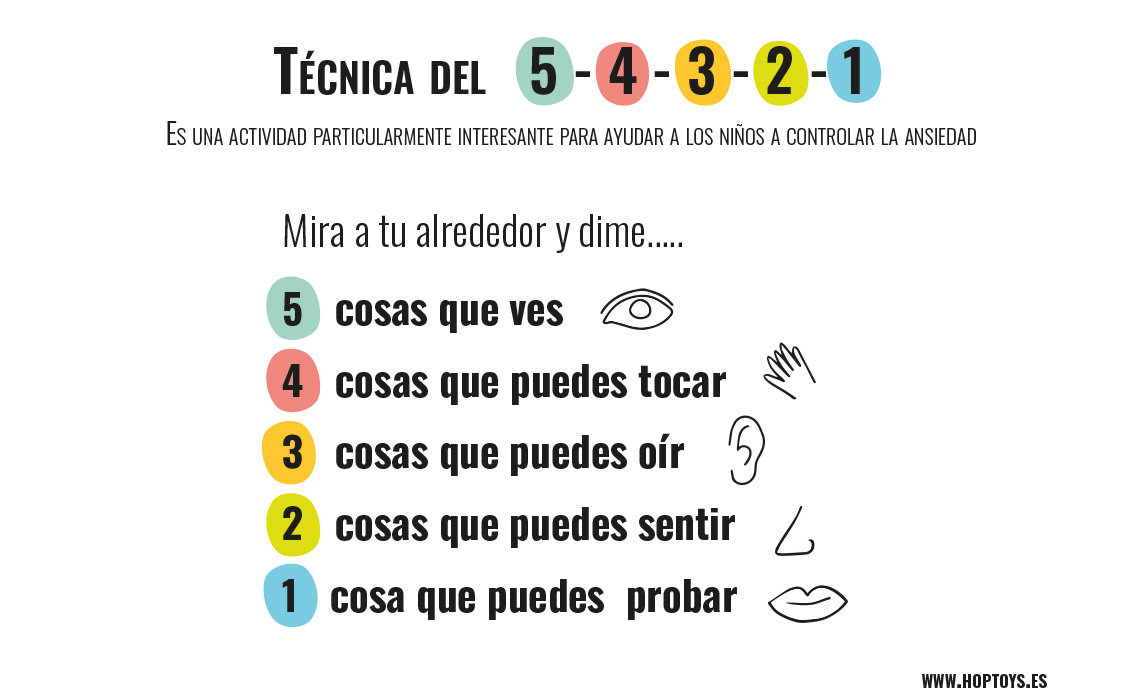 Técnica del 5-4-3-2-1
Es una actividad particularmente interesante para ayudar a los niños a controlar la ansiedad
Mira a tu alrededor y dime.....
5 cosas que ves
4 cosas que puedes tocar
3 cosas que puedes oír
2 cosas que puedes sentir
1 cosa que puedes probar
www.hoptoys.es